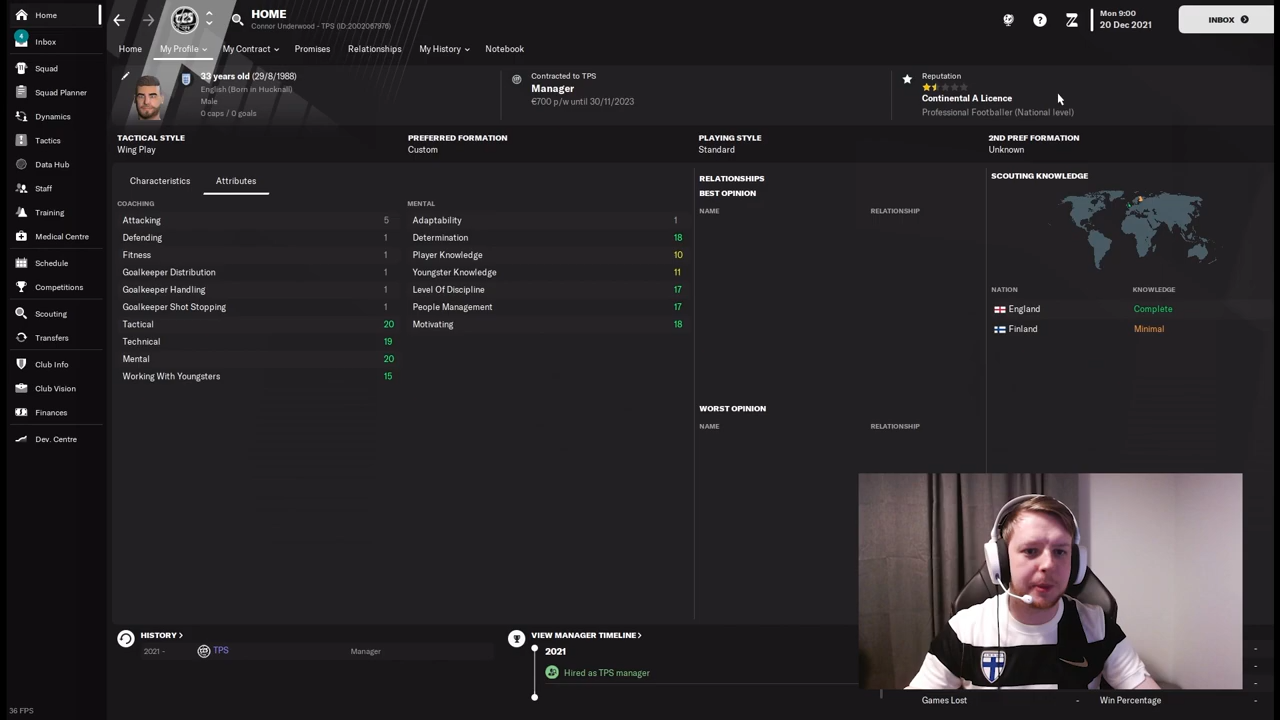 Home
4
Inbox
Squad
Squad Planner
Dynamics
Tactics
Data Hub
Staff
Training
Medical Centre
Schedule
Competitions
Scouting
Transfers
Club Info
Club Vision
Finances
Dev. Centre
36 FPS
TPS
HOME
Connor Underwood - TPS (ID:2002067978)
Mon 9:00
20 Dec 2021
INBOX
Home
My Profile
My Contract
Promises
Relationships
My History
Notebook
33 years old (29/8/1988)
English (Born in Hucknall)
Male
0 caps / 0 goals
Contracted to TPS
Manager
€700 p/w until 30/11/2023
Reputation
Continental A Licence
Professional Footballer (National level)
TACTICAL STYLE
Wing Play
PREFERRED FORMATION
Custom
PLAYING STYLE
Standard
2ND PREF FORMATION
Unknown
Characteristics
Attributes
COACHING
Attacking 5
Defending 1
Fitness 1
Goalkeeper Distribution 1
Goalkeeper Handling 1
Goalkeeper Shot Stopping 1
Tactical 20
Technical 19
Mental 20
Working With Youngsters 15
MENTAL
Adaptability 1
Determination 18
Player Knowledge 10
Youngster Knowledge 11
Level Of Discipline 17
People Management 17
Motivating 18
RELATIONSHIPS
BEST OPINION
NAME RELATIONSHIP
WORST OPINION
NAME RELATIONSHIP
SCOUTING KNOWLEDGE
NATION KNOWLEDGE
England Complete
Finland Minimal
HISTORY >
2021 - TPS Manager
VIEW MANAGER TIMELINE >
2021
Hired as TPS manager
-
-
-
Games Lost - Win Percentage -